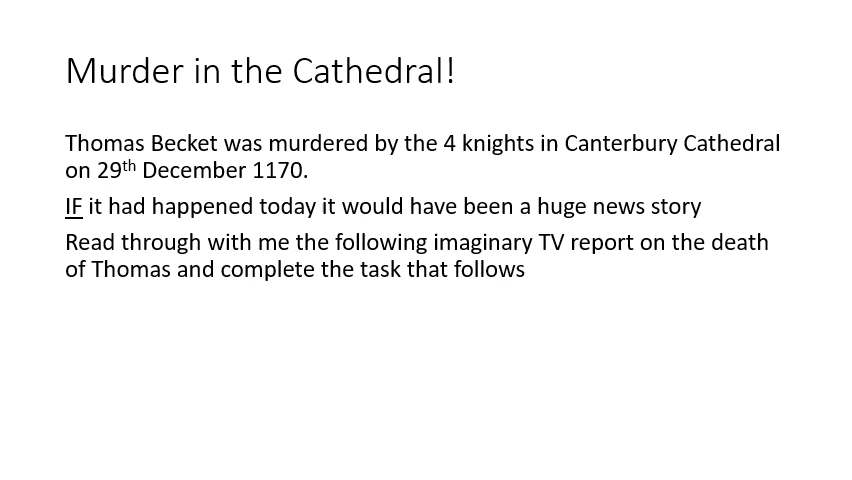 Murder in the Cathedral!
Thomas Becket was murdered by the 4 knights in Canterbury Cathedral
on 29th December 1170.
IF it had happened today it would have been a huge news story
Read through with me the following imaginary TV report on the death
of Thomas and complete the task that follows